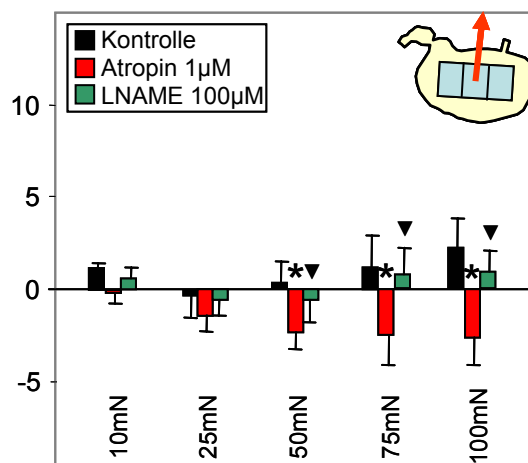 Kontrolle
Atropin 1µM
LNAME 100µM
10
5
* ▼ * ▼ * ▼
0
-5
10mN 25mN 50mN 75mN 100mN